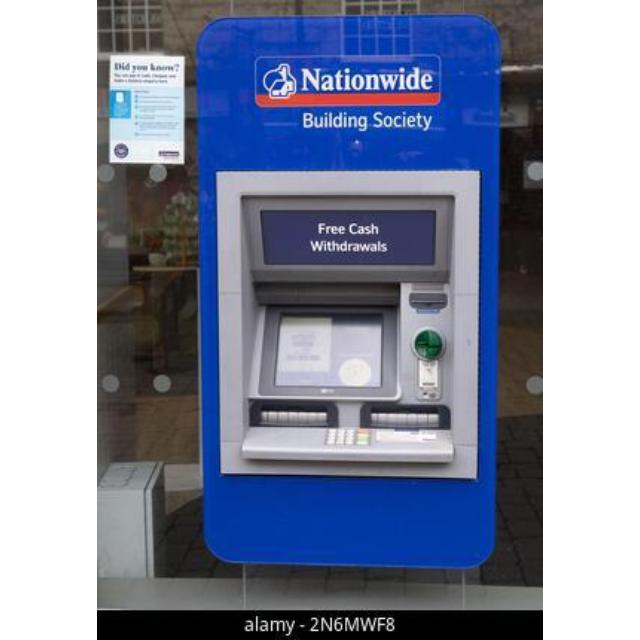 Did you know?
Nationwide
Building Society
Free Cash
Withdrawals
alamy - 2N6MWF8